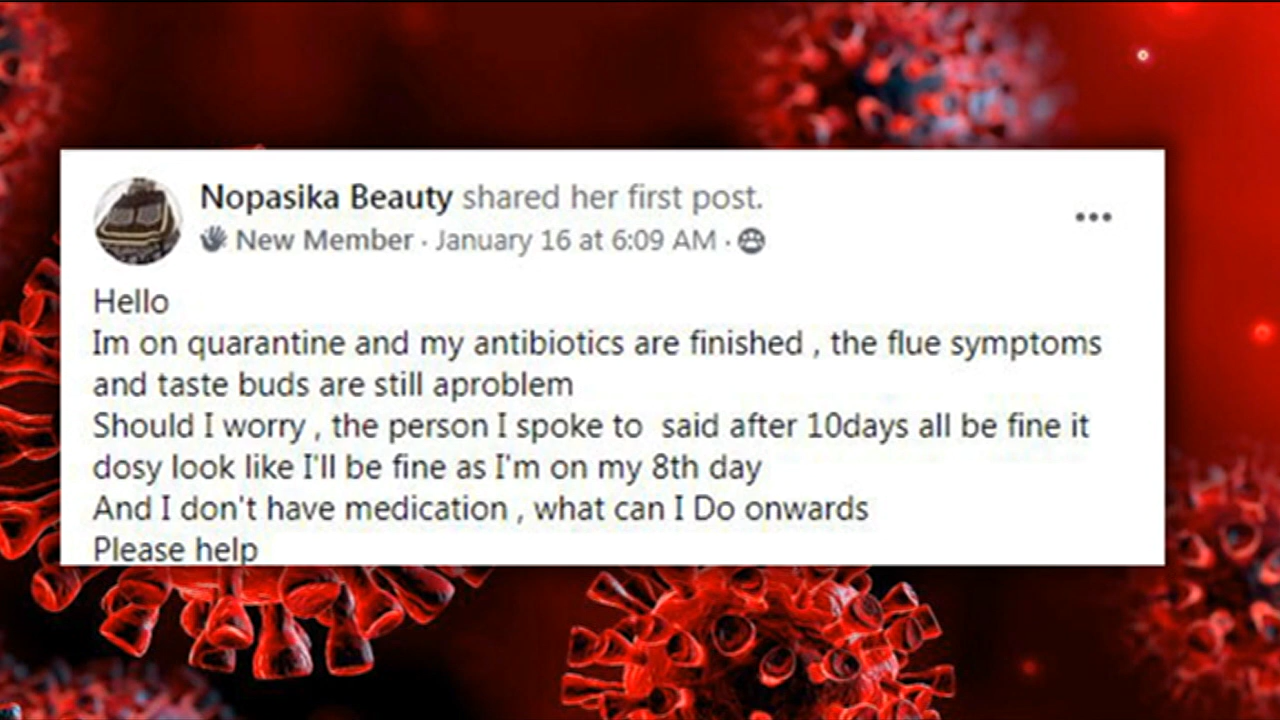 Nopasika Beauty shared her first post.
New Member · January 16 at 6:09 AM ·
Hello
Im on quarantine and my antibiotics are finished , the flue symptoms
and taste buds are still aproblem
Should I worry , the person I spoke to  said after 10days all be fine it
dosy look like I'll be fine as I'm on my 8th day
And I don't have medication , what can I Do onwards
Please help